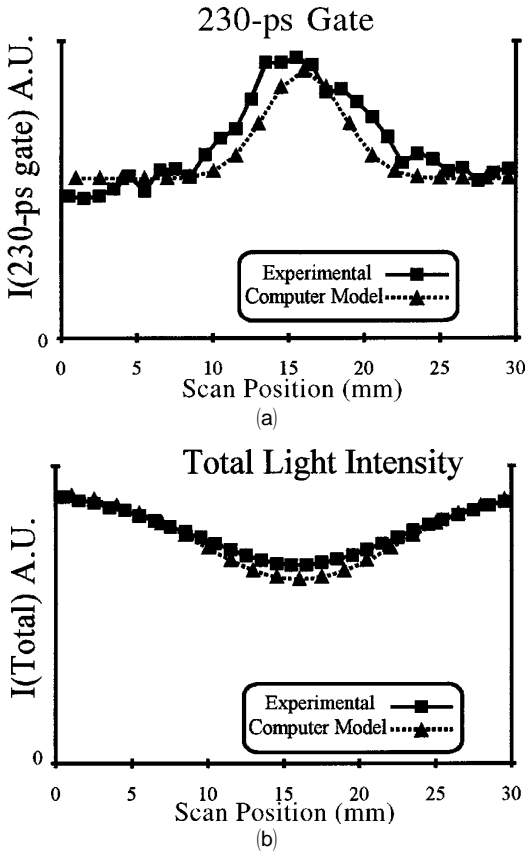 230-ps Gate
I(230-ps gate) A.U.
Experimental
Computer Model
0
0 5 10 15 20 25 30
Scan Position (mm)
(a)
Total Light Intensity
I(Total) A.U.
Experimental
Computer Model
0
0 5 10 15 20 25 30
Scan Position (mm)
(b)